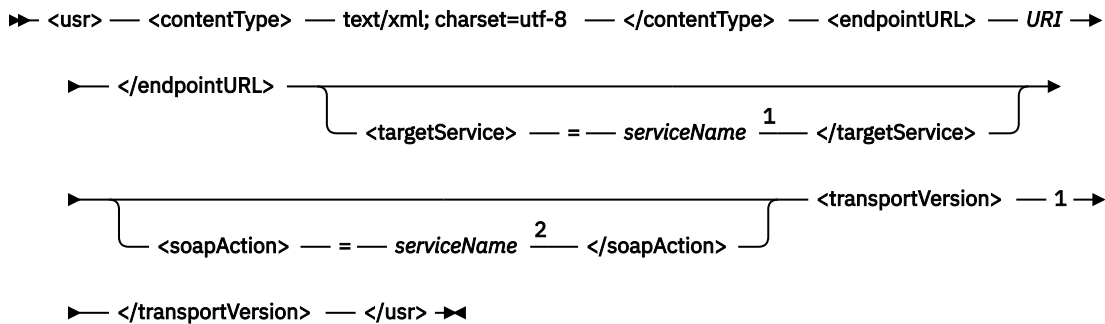 <usr> <contentType> text/xml; charset=utf-8 </contentType> <endpointURL> URI
</endpointURL>
<targetService> = serviceName 1 </targetService>
<transportVersion> 1
<soapAction> = serviceName 2 </soapAction>
</transportVersion> </usr>